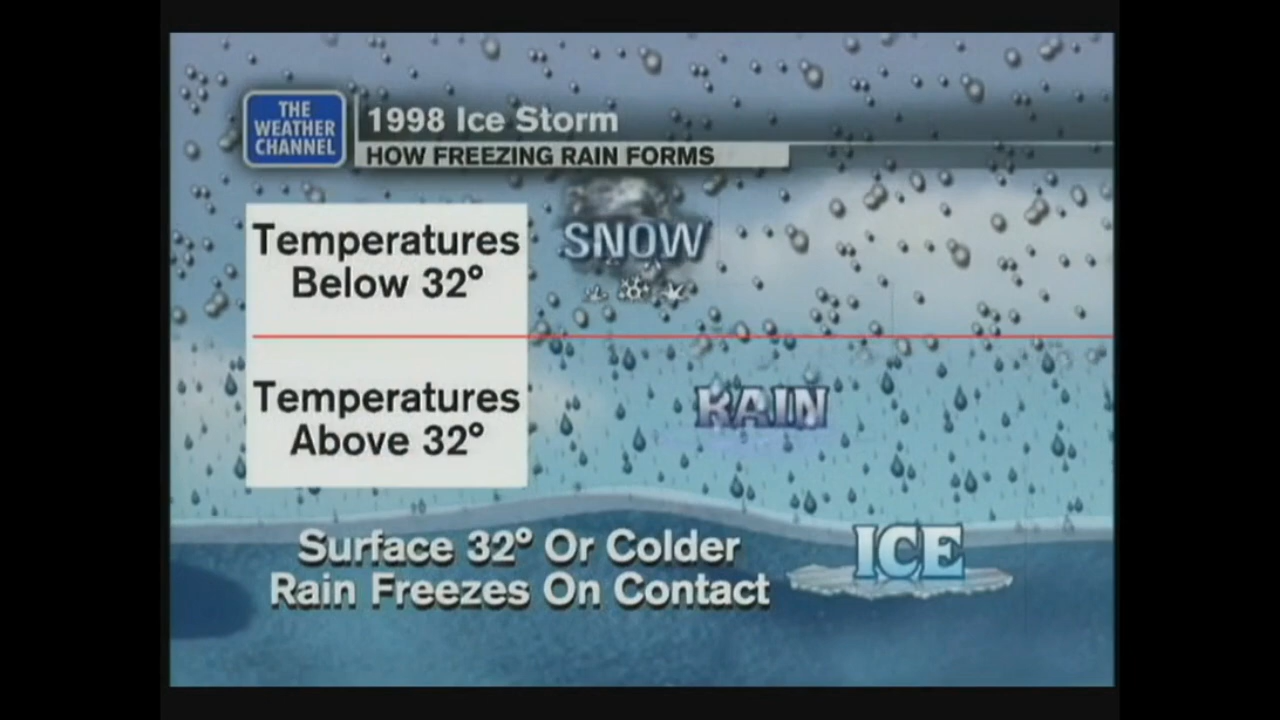 THE
WEATHER
CHANNEL
1998 Ice Storm
HOW FREEZING RAIN FORMS
Temperatures
Below 32°
SNOW
Temperatures
Above 32°
RAIN
Surface 32° Or Colder
Rain Freezes On Contact
ICE